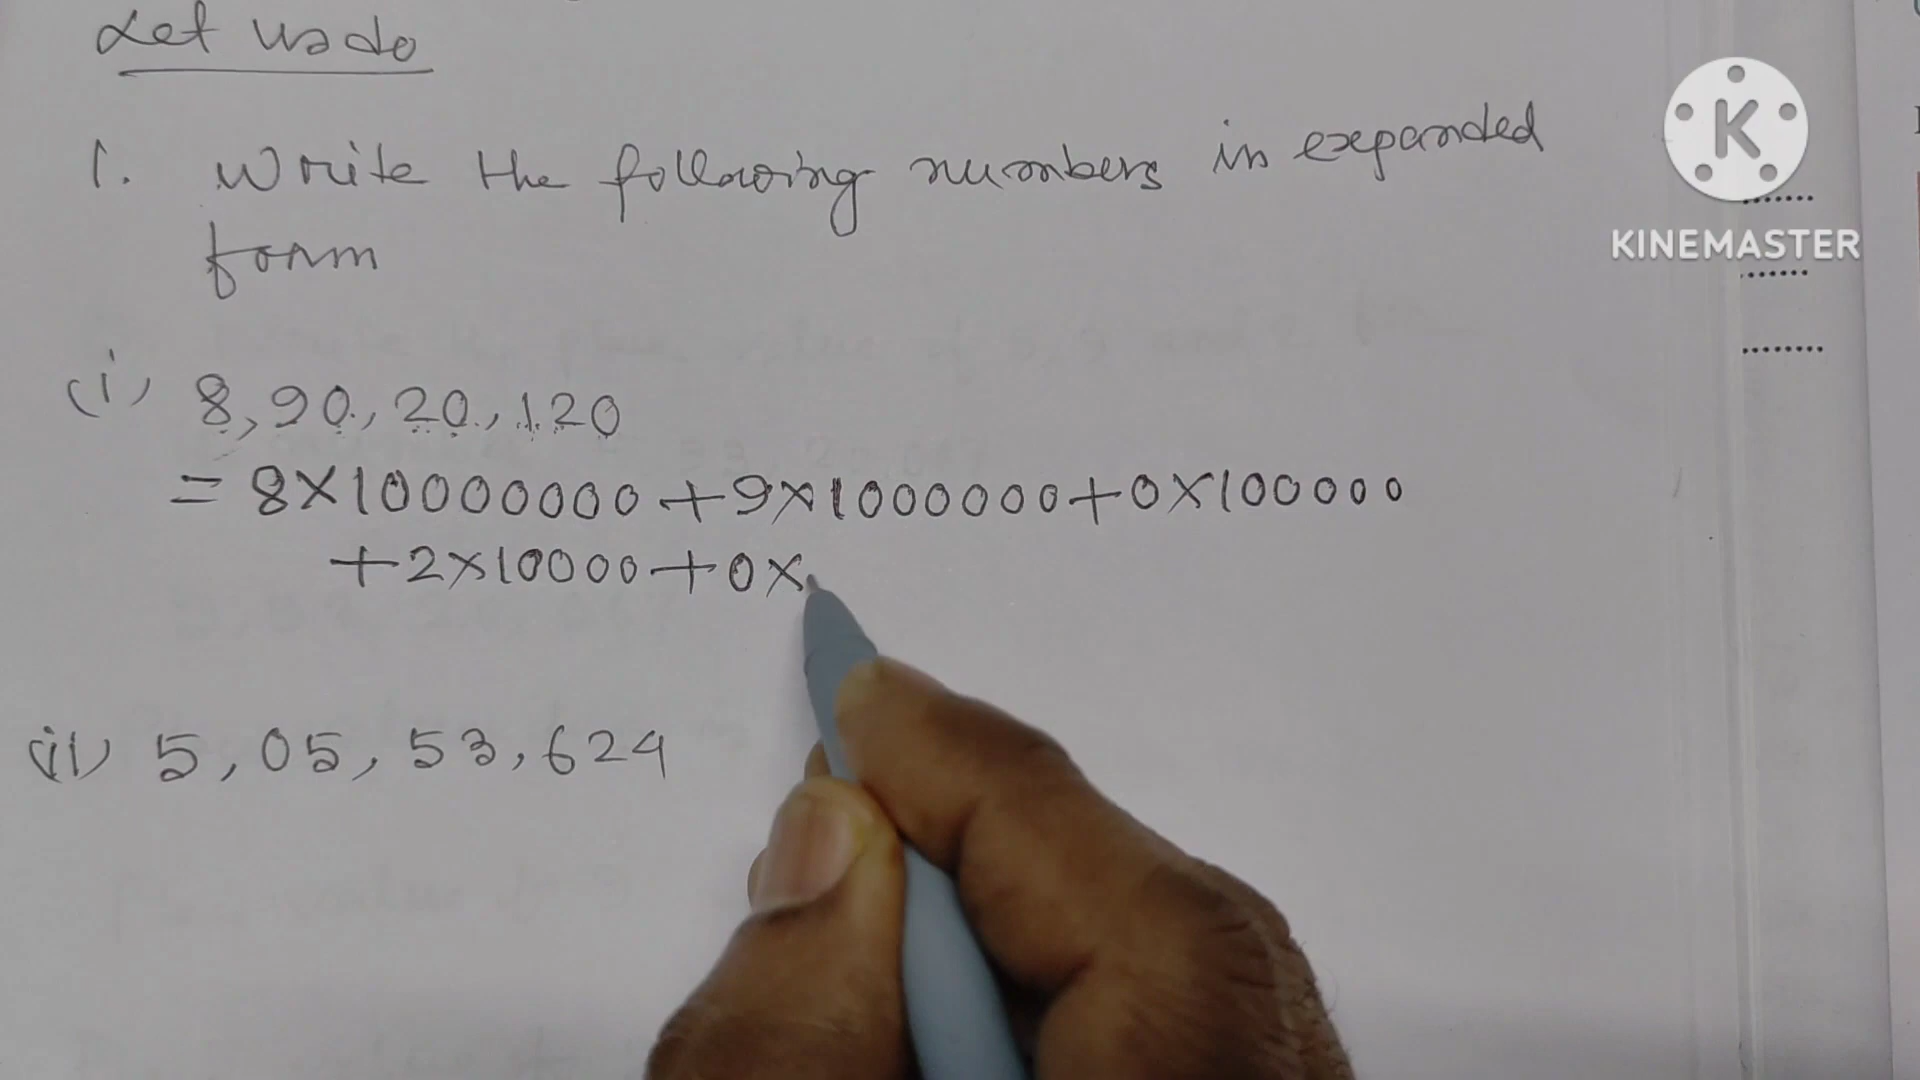 Let us do
1. Write the following numbers in expanded
form
KINEMASTER
(i) 8,90,20,120
= 8×10000000+9×1000000+0×100000
+2×10000+0×
(ii) 5,05,53,624